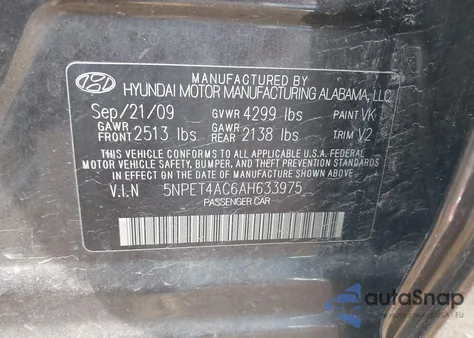 MANUFACTURED BY
HYUNDAI MOTOR MANUFACTURING ALABAMA, LLC
Sep/21/09 GVWR 4299 lbs PAINT VK
GAWR FRONT 2513 lbs GAWR REAR 2138 lbs TRIM V2
THIS VEHICLE CONFORMS TO ALL APPLICABLE U.S. FEDERAL
MOTOR VEHICLE SAFETY, BUMPER, AND THEFT PREVENTION
STANDARDS IN EFFECT ON THE DATE OF
MANUFACTURE SHOWN ABOVE.
V.I.N 5NPET4AC6AH633975
PASSENGER CAR
autoSnap